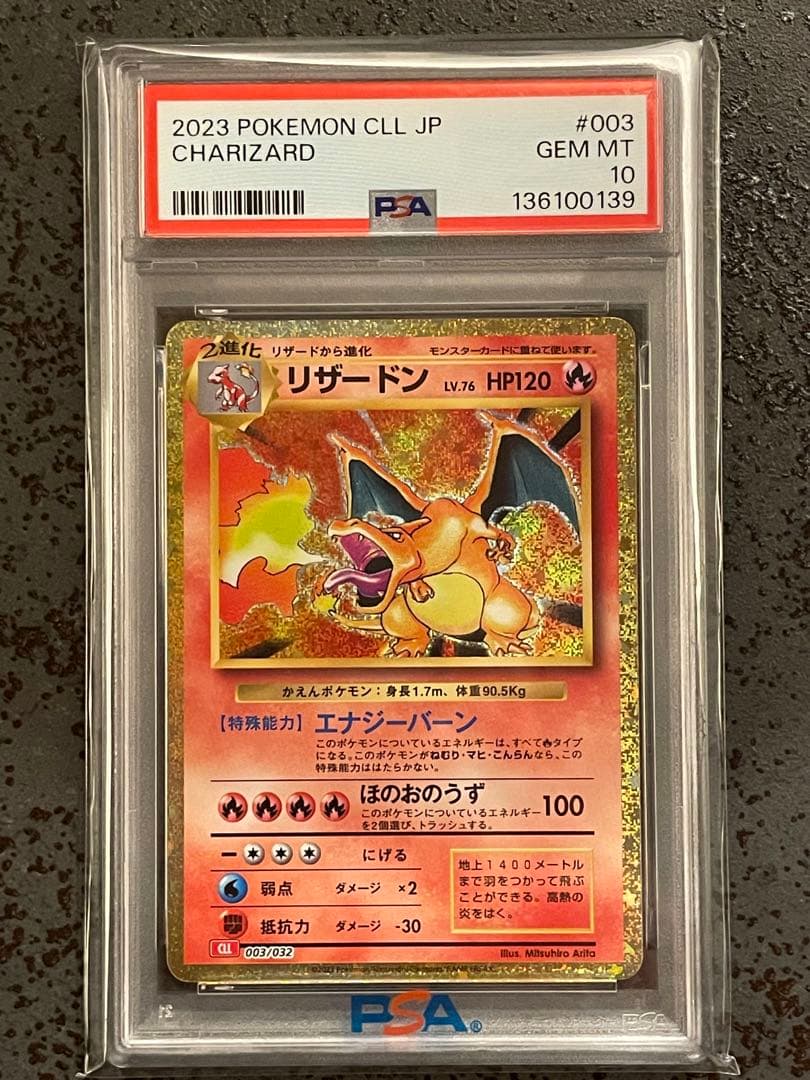 2023 POKEMON CLL JP #003
CHARIZARD GEM MT
10
PSA 136100139
2進化 リザードから進化 モンスターカードに重ねて使います。
リザードン LV.76 HP120
かえんポケモン：身長1.7m、体重90.5Kg
【特殊能力】エナジーバーン
このポケモンについているエネルギーは、すべて🔥タイプ
になる。このポケモンがねむり・マヒ・こんらんなら、この
特殊能力ははたらかない。
ほのおのうず 100
このポケモンについているエネルギー
を2個選び、トラッシュする。
にげる
弱点 ダメージ ×2
抵抗力 ダメージ -30
地上1400メートル
まで羽をつかって飛ぶ
ことができる。高熱の
炎をはく。
CLL 003/032
Illus. Mitsuhiro Arita
PSA®
PSA